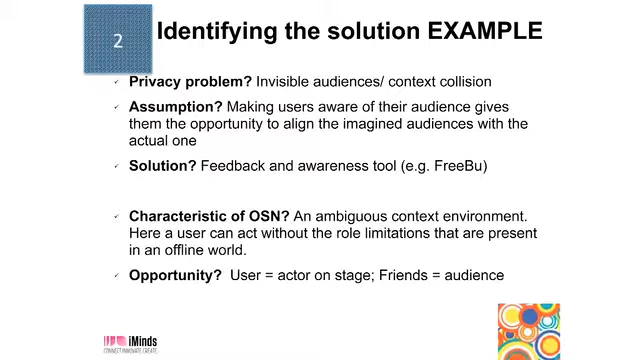 2
Identifying the solution EXAMPLE
✓ Privacy problem? Invisible audiences/ context collision
✓ Assumption? Making users aware of their audience gives
them the opportunity to align the imagined audiences with the
actual one
✓ Solution? Feedback and awareness tool (e.g. FreeBu)
✓ Characteristic of OSN? An ambiguous context environment.
Here a user can act without the role limitations that are present
in an offline world.
✓ Opportunity? User = actor on stage; Friends = audience
iMinds
CONNECT.INNOVATE.CREATE.